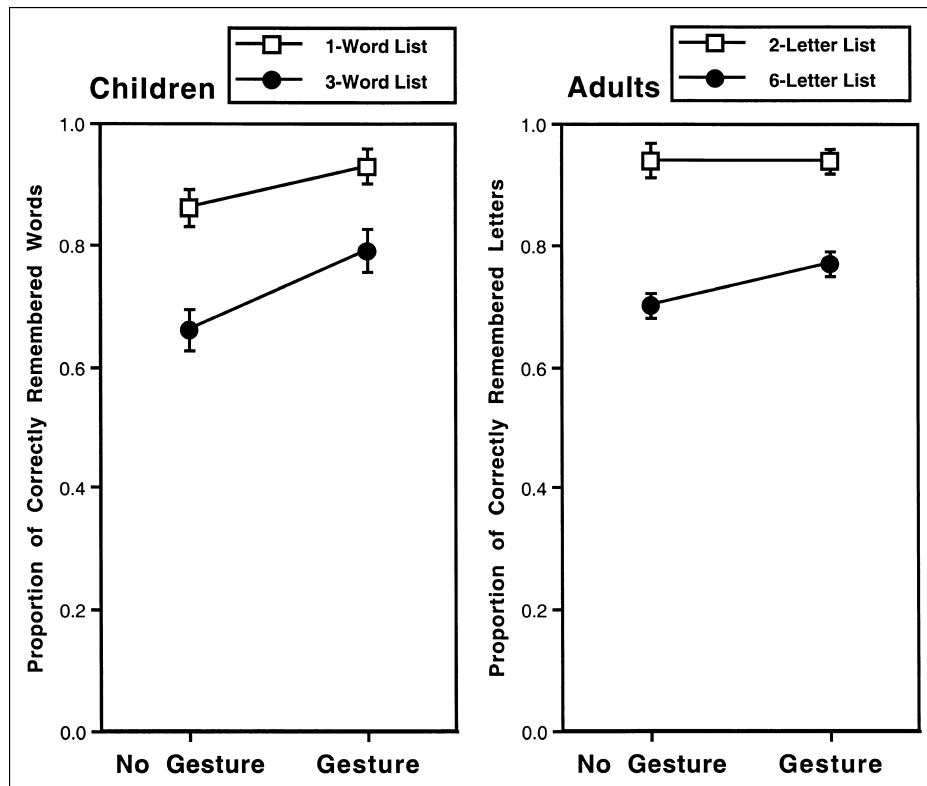 Children
1-Word List
3-Word List
Proportion of Correctly Remembered Words
1.0
0.8
0.6
0.4
0.2
0.0
No Gesture
Gesture
Adults
2-Letter List
6-Letter List
Proportion of Correctly Remembered Letters
1.0
0.8
0.6
0.4
0.2
0.0
No Gesture
Gesture